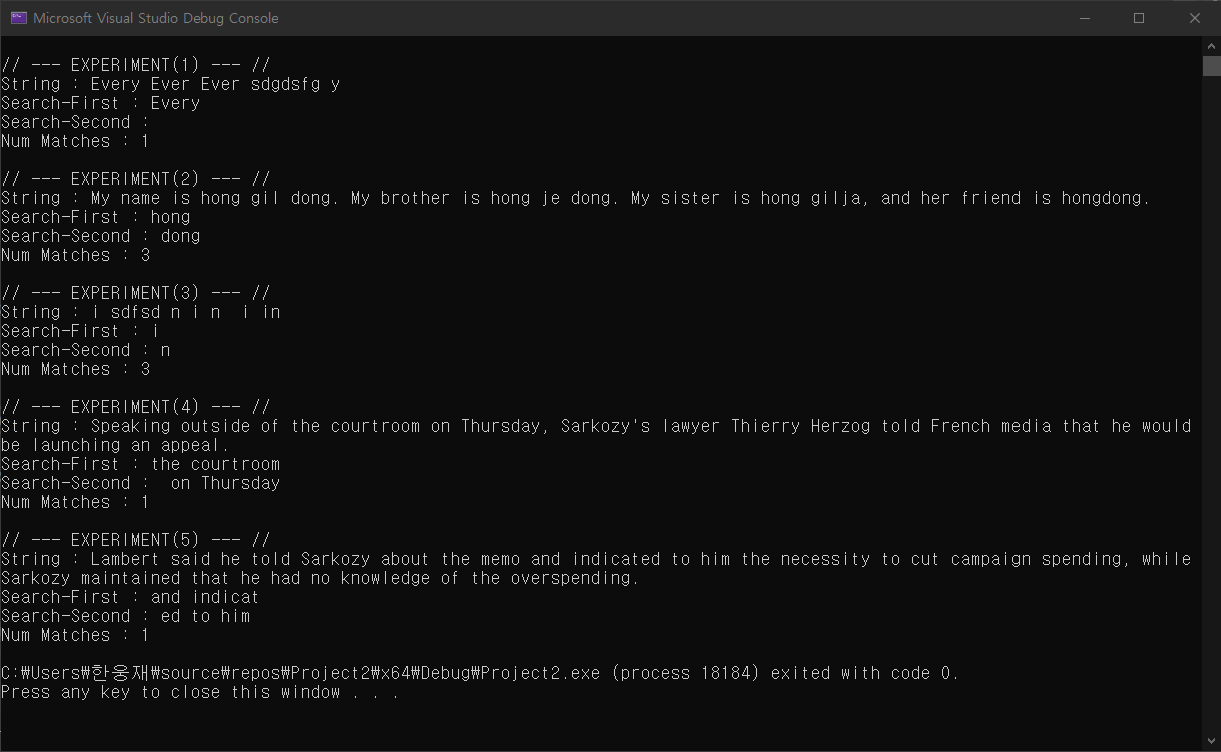 Microsoft Visual Studio Debug Console
// --- EXPERIMENT(1) --- //
String : Every Ever Ever sdgdsfg y
Search-First : Every
Search-Second :
Num Matches : 1
// --- EXPERIMENT(2) --- //
String : My name is hong gil dong. My brother is hong je dong. My sister is hong gilja, and her friend is hongdong.
Search-First : hong
Search-Second : dong
Num Matches : 3
// --- EXPERIMENT(3) --- //
String : i sdfsd n i n  i in
Search-First : i
Search-Second : n
Num Matches : 3
// --- EXPERIMENT(4) --- //
String : Speaking outside of the courtroom on Thursday, Sarkozy's lawyer Thierry Herzog told French media that he would
be launching an appeal.
Search-First : the courtroom
Search-Second :  on Thursday
Num Matches : 1
// --- EXPERIMENT(5) --- //
String : Lambert said he told Sarkozy about the memo and indicated to him the necessity to cut campaign spending, while
Sarkozy maintained that he had no knowledge of the overspending.
Search-First : and indicat
Search-Second : ed to him
Num Matches : 1
C:₩Users₩한웅재₩source₩repos₩Project2₩x64₩Debug₩Project2.exe (process 18184) exited with code 0.
Press any key to close this window . . .